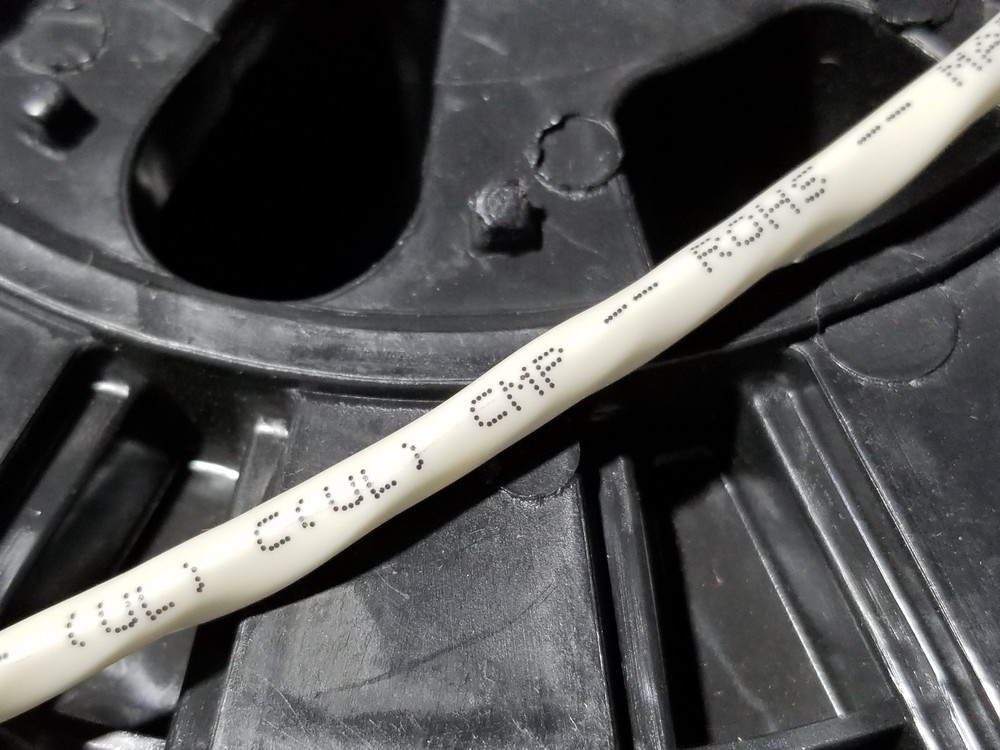 - (UL) C(UL) CMP -- ROHS --